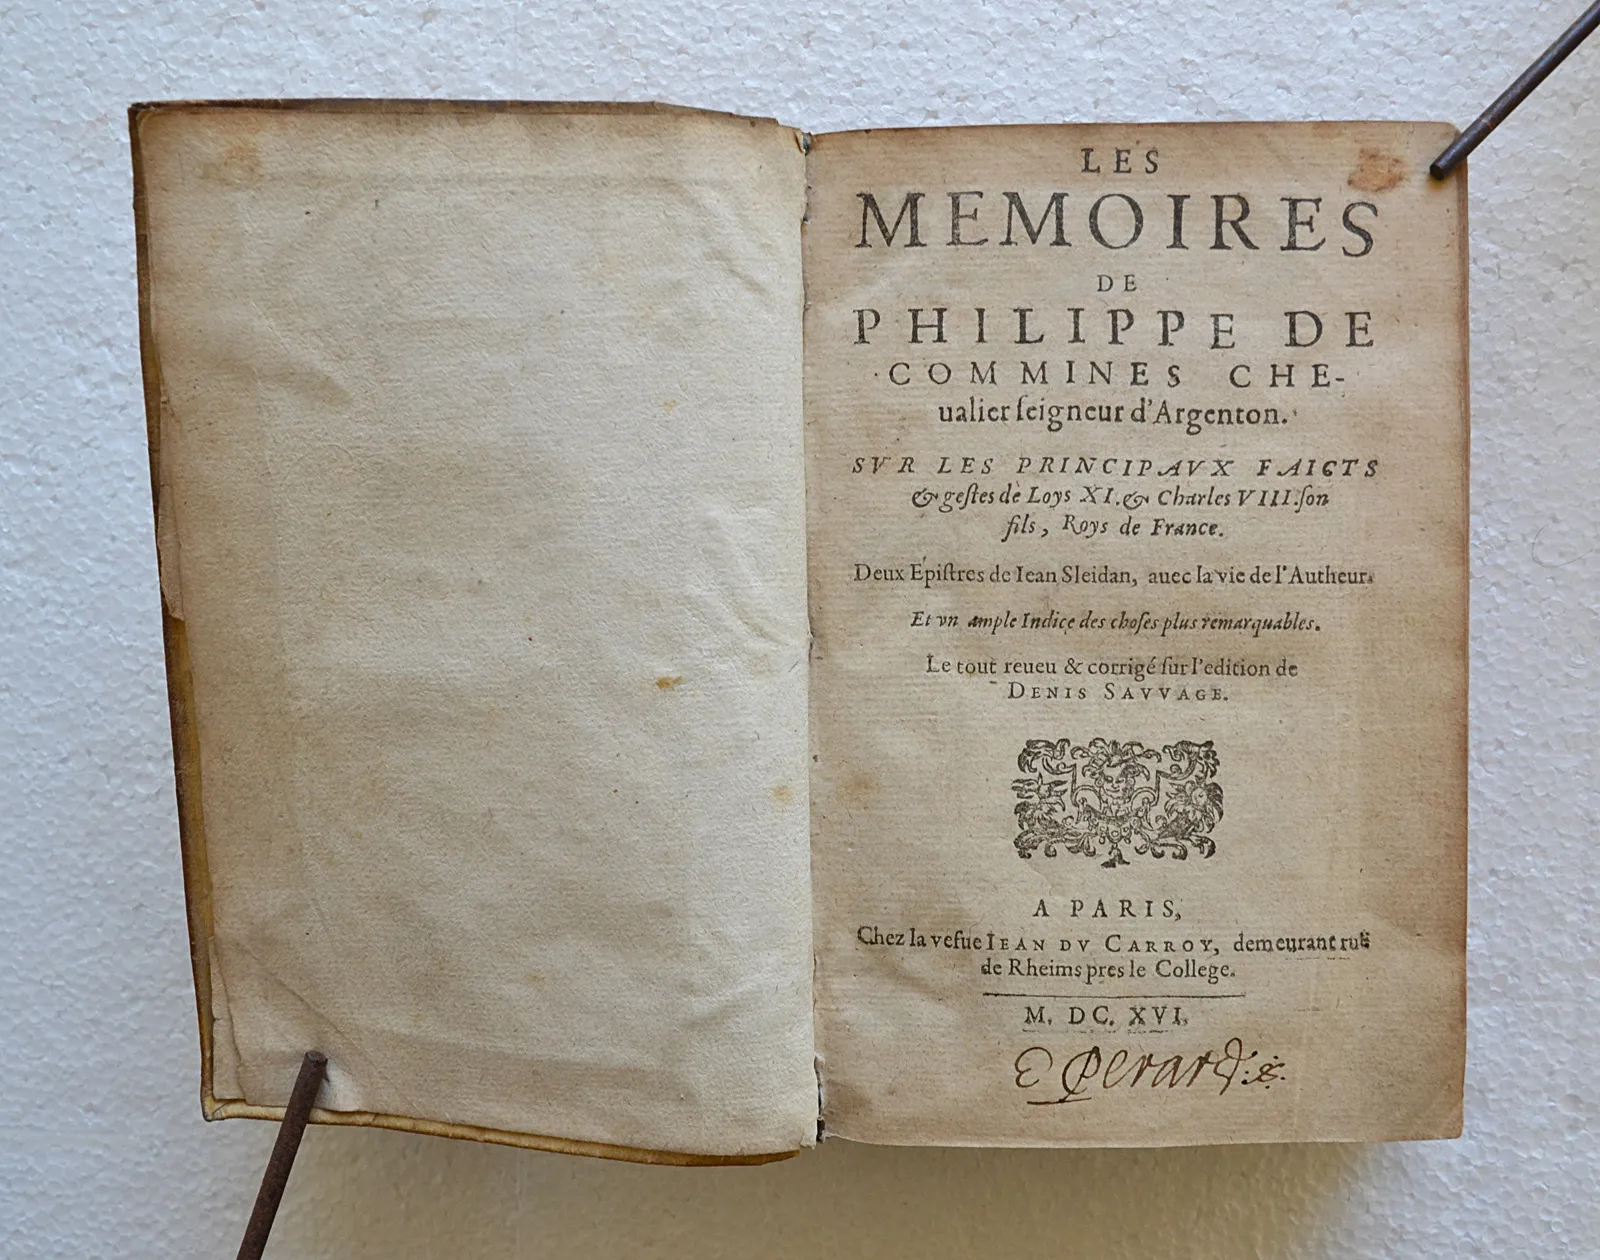 LES
MEMOIRES
DE
PHILIPPE DE
COMMINES CHE-
ualier ſeigneur d'Argenton.
SVR LES PRINCIPAVX FAICTS
& geſtes de Loys XI. & Charles VIII. ſon
fils, Roys de France.
Deux Epiſtres de Iean Sleidan, auec la vie de l'Autheur.
Et vn ample Indice des choſes plus remarquables.
Le tout reueu & corrigé ſur l'edition de
DENIS SAVVAGE.
A PARIS,
Chez la vefue IEAN DV CARROY, demeurant ruë
de Rheims pres le College.
M. DC. XVI.
E Perard